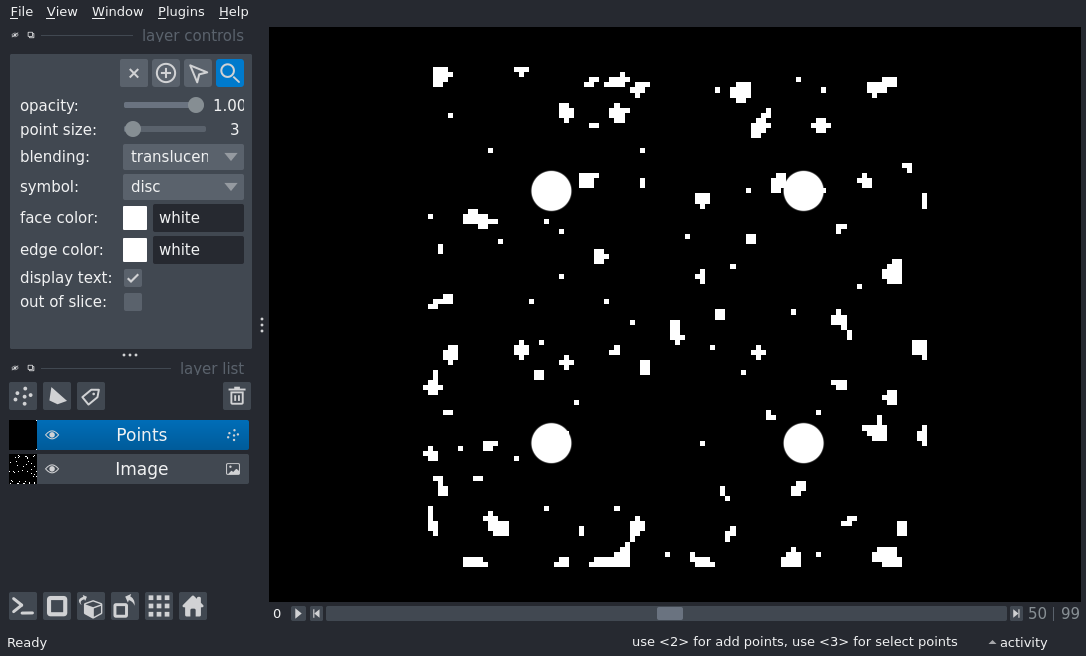 File View Window Plugins Help
layer controls
opacity: 1.00
point size: 3
blending: translucen
symbol: disc
face color: white
edge color: white
display text:
out of slice:
layer list
Points
Image
0 50 | 99
Ready use <2> for add points, use <3> for select points activity